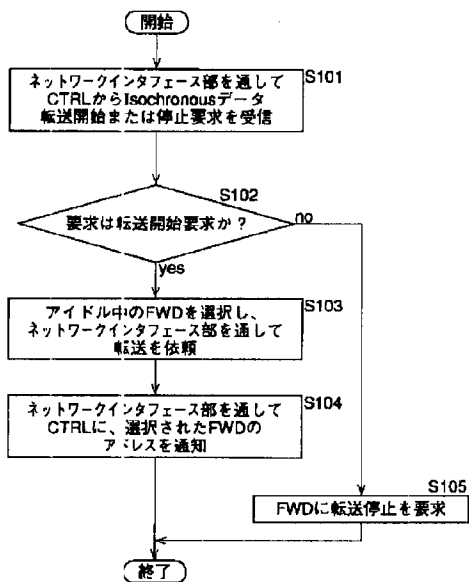 開始
S101
ネットワークインタフェース部を通して
CTRLからIsochronousデータ
転送開始または停止要求を受信
S102
要求は転送開始要求か?
no
yes
S103
アイドル中のFWDを選択し、
ネットワークインタフェース部を通して
転送を依頼
S104
ネットワークインタフェース部を通して
CTRLに、選択されたFWDの
アドレスを通知
S105
FWDに転送停止を要求
終了